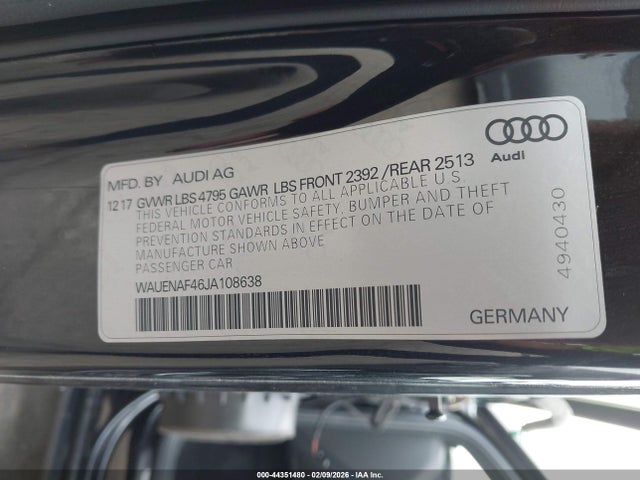 Audi
MFD. BY AUDI AG
12 17 GVWR LBS 4795 GAWR LBS FRONT 2392 /REAR 2513
THIS VEHICLE CONFORMS TO ALL APPLICABLE U S
FEDERAL MOTOR VEHICLE SAFETY, BUMPER AND THEFT
PREVENTION STANDARDS IN EFFECT ON THE DATE OF
MANUFACTURE SHOWN ABOVE
PASSENGER CAR
WAUENAF46JA108638
GERMANY
4940430
000-44351480 - 02/09/2026 - IAA Inc.